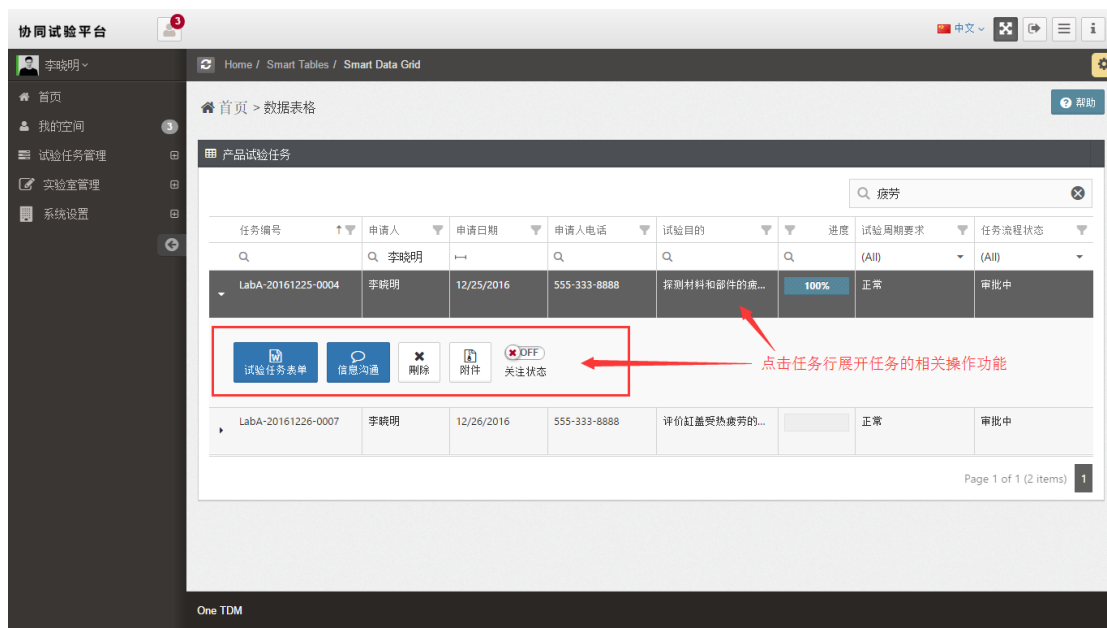 协同试验平台
3
中文
i
李晓明
Home / Smart Tables / Smart Data Grid
首页
我的空间
3
试验任务管理
实验室管理
系统设置
首页 > 数据表格
帮助
产品试验任务
疲劳
任务编号 申请人 申请日期 申请人电话 试验目的 进度 试验周期要求 任务流程状态
李晓明 (All) (All)
LabA-20161225-0004 李晓明 12/25/2016 555-333-8888 探测材料和部件的疲... 100% 正常 审批中
试验任务表单 信息沟通 删除 附件 OFF 关注状态
点击任务行展开任务的相关操作功能
LabA-20161226-0007 李晓明 12/26/2016 555-333-8888 评价缸盖受热疲劳的... 正常 审批中
Page 1 of 1 (2 items) 1
One TDM